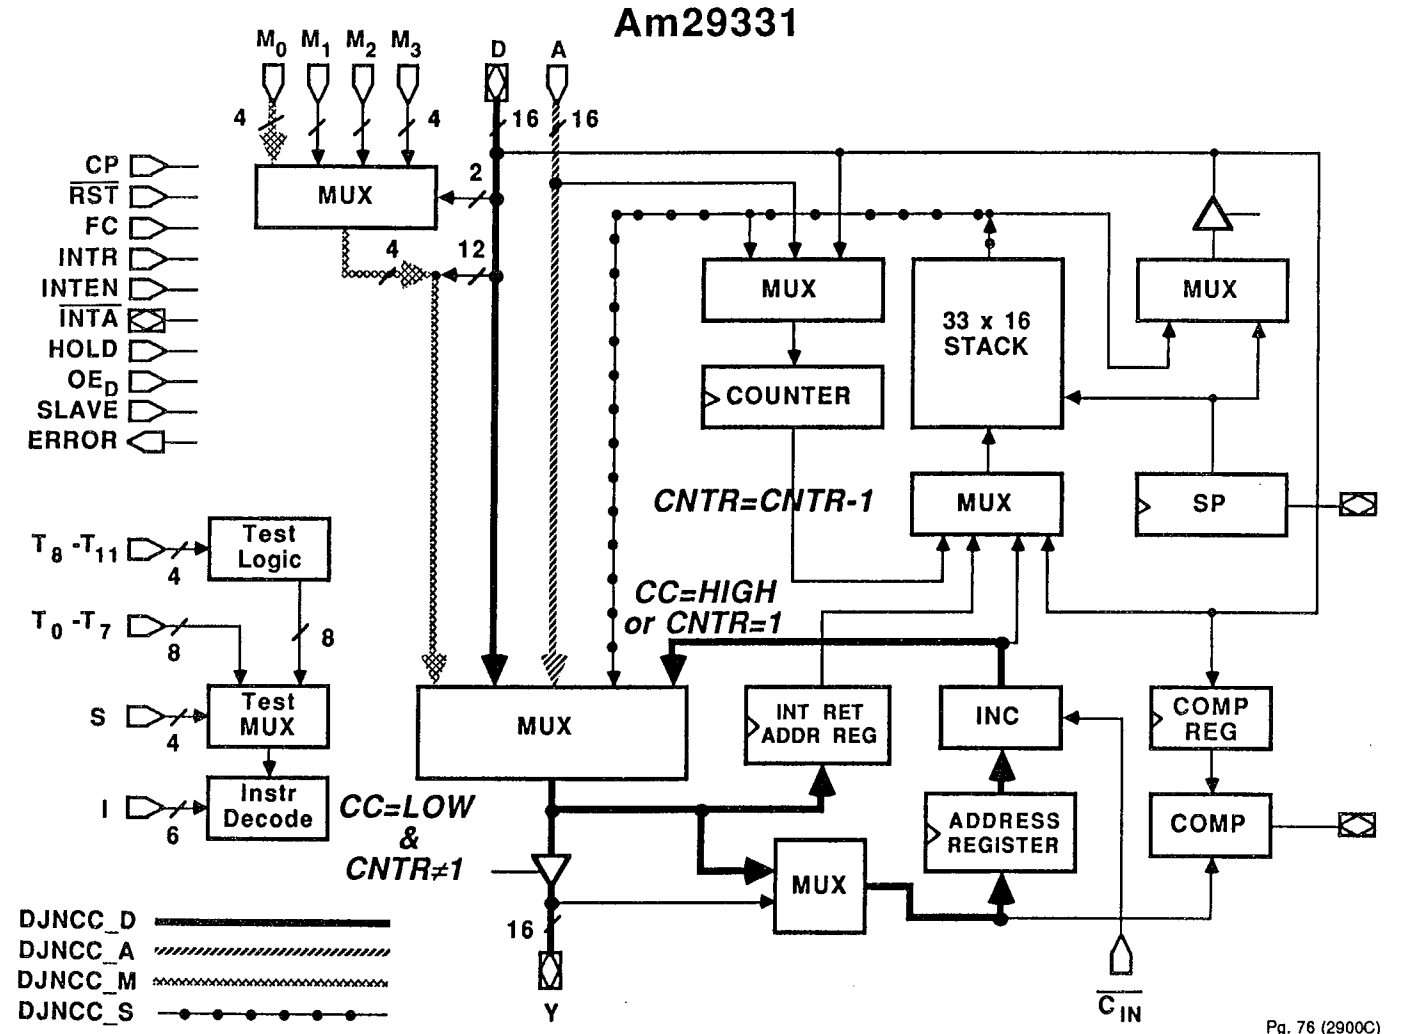 Am29331
M0 M1 M2 M3 D A
4 4 16 16
CP
RST
FC
INTR
INTEN
INTA
HOLD
OED
SLAVE
ERROR
MUX
2
4 12
MUX
33 x 16
STACK
MUX
COUNTER
CNTR=CNTR-1
MUX
SP
T8 -T11
4
Test
Logic
T0 -T7
8
8
CC=HIGH
or CNTR=1
S
4
Test
MUX
MUX
INT RET
ADDR REG
INC
COMP
REG
I
6
Instr
Decode
CC=LOW
&
CNTR≠1
MUX
ADDRESS
REGISTER
COMP
16
Y
CIN
DJNCC_D
DJNCC_A
DJNCC_M
DJNCC_S
Pg. 76 (2900C)